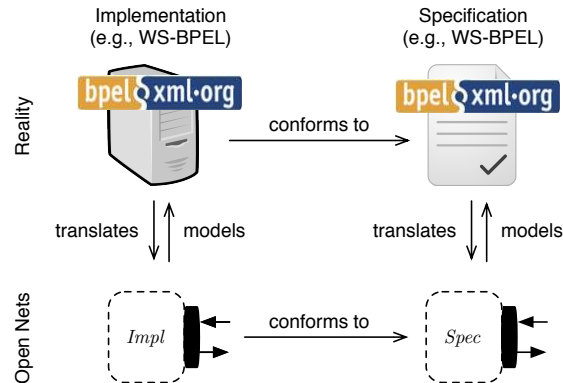 Implementation
(e.g., WS-BPEL)
Specification
(e.g., WS-BPEL)
Reality
bpel xml·org
conforms to
bpel xml·org
translates
models
translates
models
Open Nets
Impl
conforms to
Spec